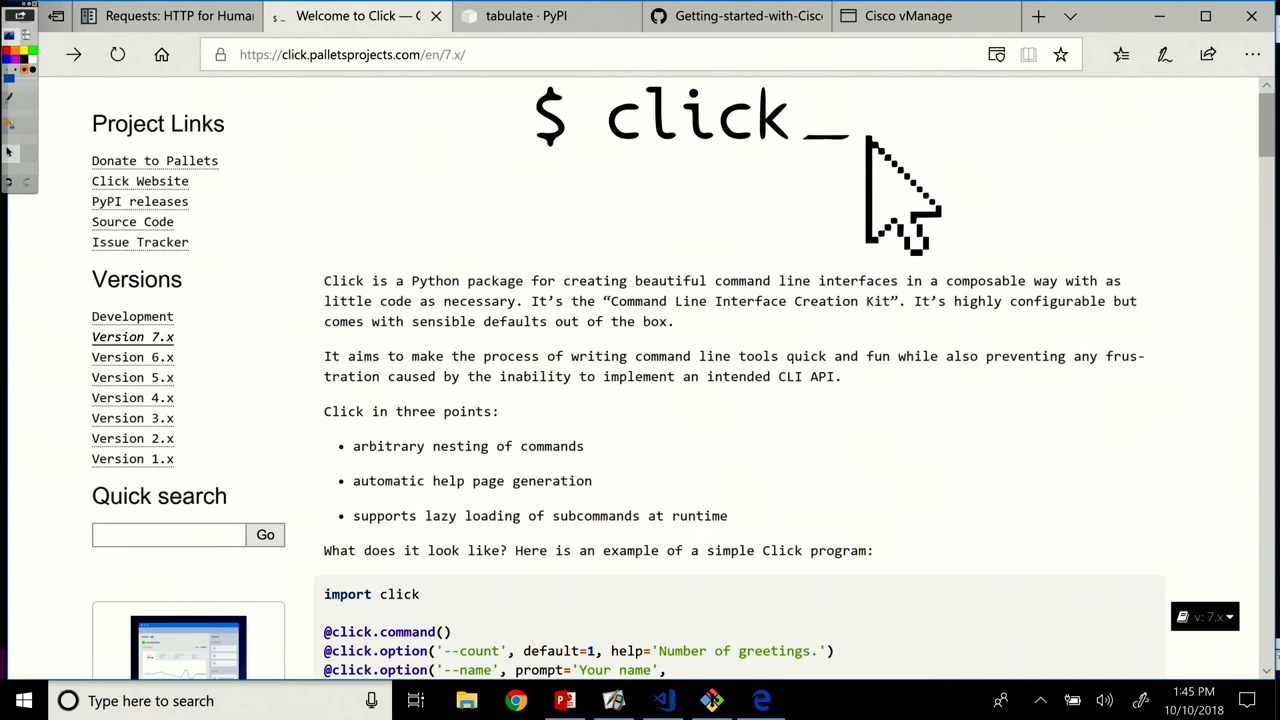 Requests: HTTP for Humar
Welcome to Click — C
tabulate · PyPI
Getting-started-with-Cisco
Cisco vManage
https://click.palletsprojects.com/en/7.x/
$ click_
Project Links
Donate to Pallets
Click Website
PyPI releases
Source Code
Issue Tracker
Versions
Development
Version 7.x
Version 6.x
Version 5.x
Version 4.x
Version 3.x
Version 2.x
Version 1.x
Quick search
Go
Click is a Python package for creating beautiful command line interfaces in a composable way with as
little code as necessary. It’s the “Command Line Interface Creation Kit”. It’s highly configurable but
comes with sensible defaults out of the box.
It aims to make the process of writing command line tools quick and fun while also preventing any frus-
tration caused by the inability to implement an intended CLI API.
Click in three points:
• arbitrary nesting of commands
• automatic help page generation
• supports lazy loading of subcommands at runtime
What does it look like? Here is an example of a simple Click program:
import click
@click.command()
@click.option('--count', default=1, help='Number of greetings.')
@click.option('--name', prompt='Your name',
v: 7.x
Type here to search
1:45 PM
10/10/2018